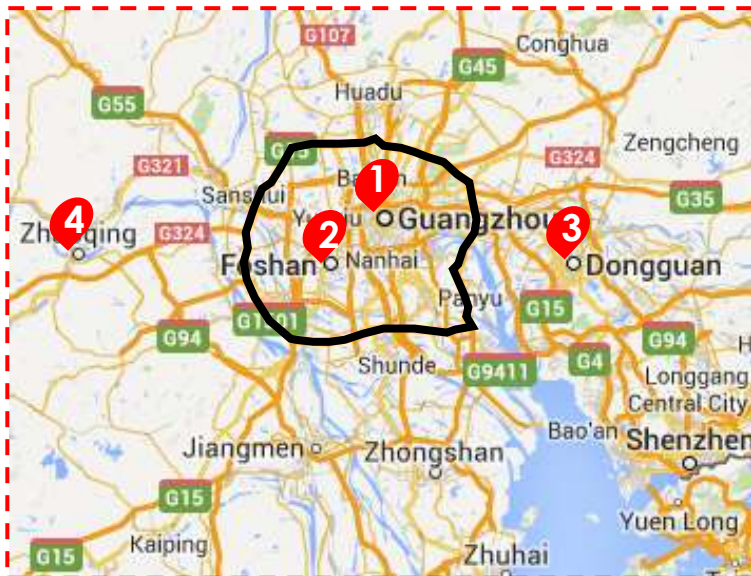 G107
Conghua
G45
Huadu
G55
Zengcheng
G321
G324
Sanshui
G35
1
Guangzhou
4
G324
2
3
Foshan
Nanhai
Dongguan
Panyu
G15
G94
G94
Shunde
G9411
G4
Longgang
Central City
Bao'an
Shenzhen
Jiangmen
Zhongshan
G15
Yuen Long
G15
Kaiping
Zhuhai